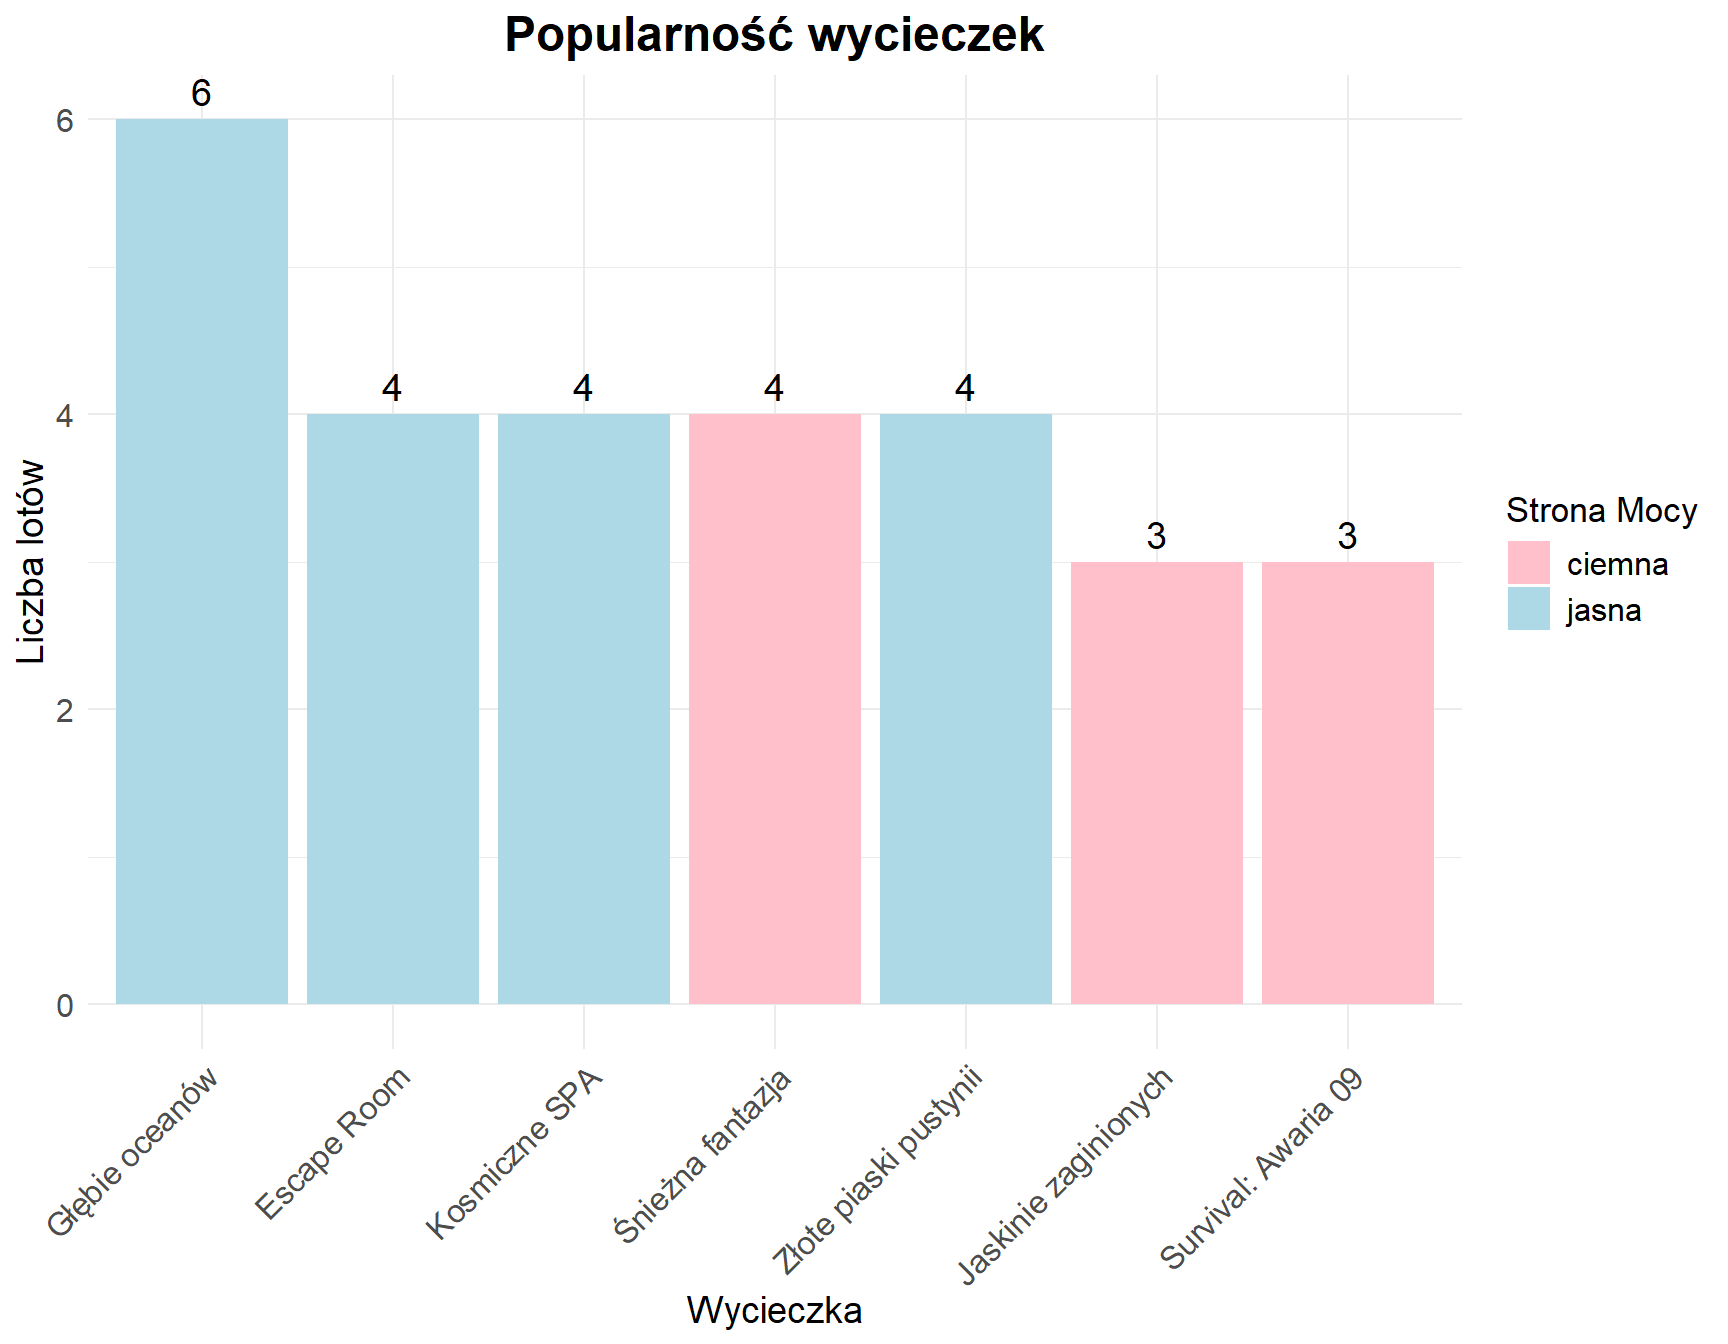 Popularność wycieczek
6
4
4
4
4
3
3
6
4
2
0
Liczba lotów
Głębie oceanów
Escape Room
Kosmiczne SPA
Śnieżna fantazja
Złote piaski pustynii
Jaskinie zaginionych
Survival: Awaria 09
Wycieczka
Strona Mocy
ciemna
jasna